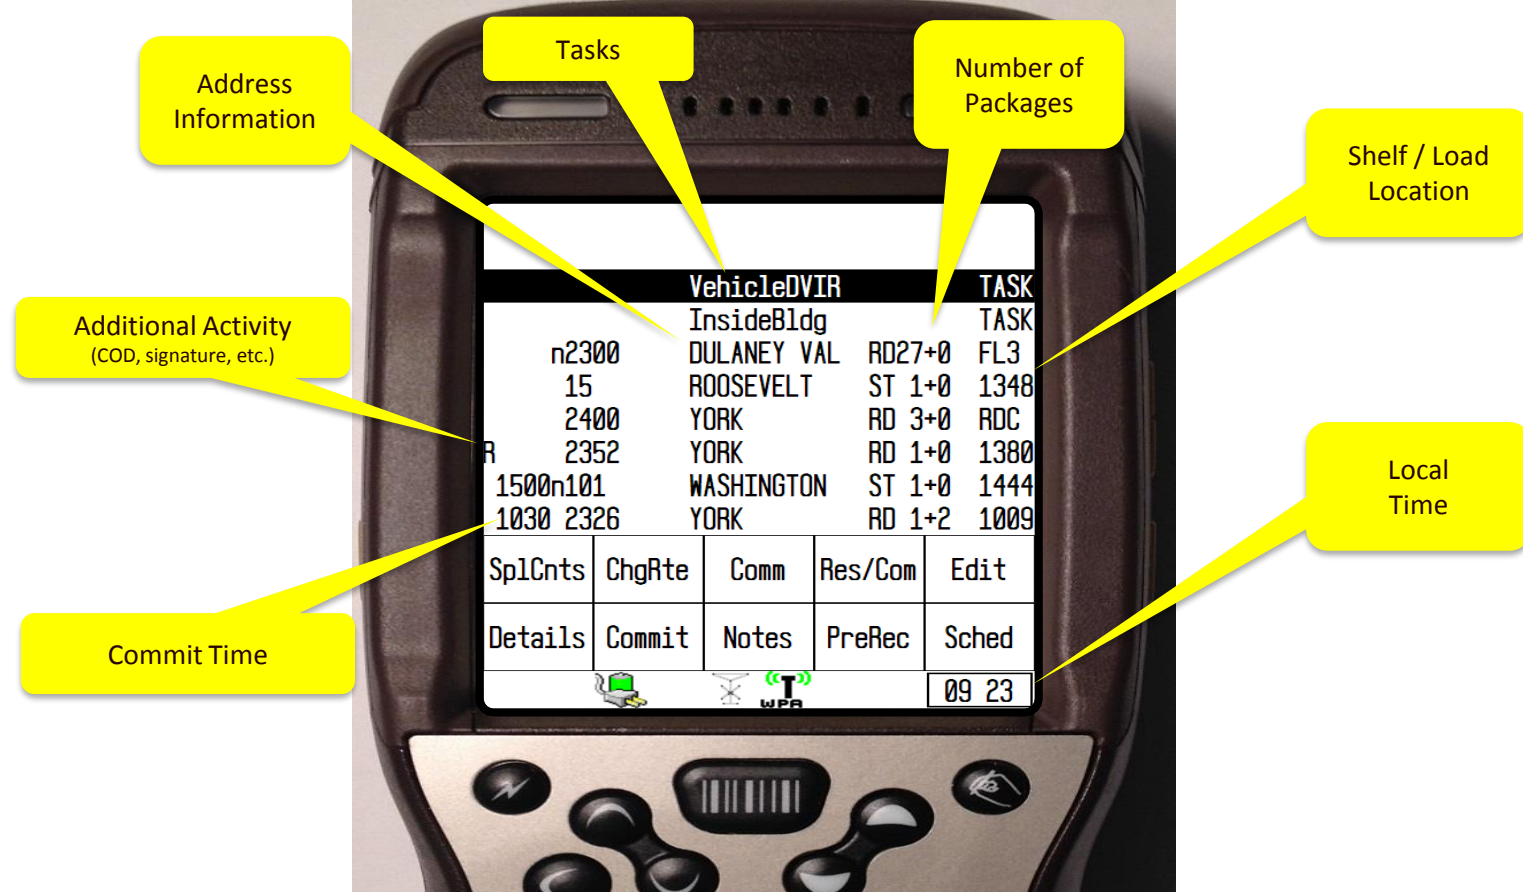 Tasks
Number of
Packages
Address
Information
Shelf / Load
Location
Additional Activity
(COD, signature, etc.)
Local
Time
Commit Time
VehicleDVIR TASK
InsideBldg TASK
n2300 DULANEY VAL RD27+0 FL3
15 ROOSEVELT ST 1+0 1348
2400 YORK RD 3+0 RDC
R 2352 YORK RD 1+0 1380
1500n101 WASHINGTON ST 1+0 1444
1030 2326 YORK RD 1+2 1009
SplCnts ChgRte Comm Res/Com Edit
Details Commit Notes PreRec Sched
T
WPA
09 23